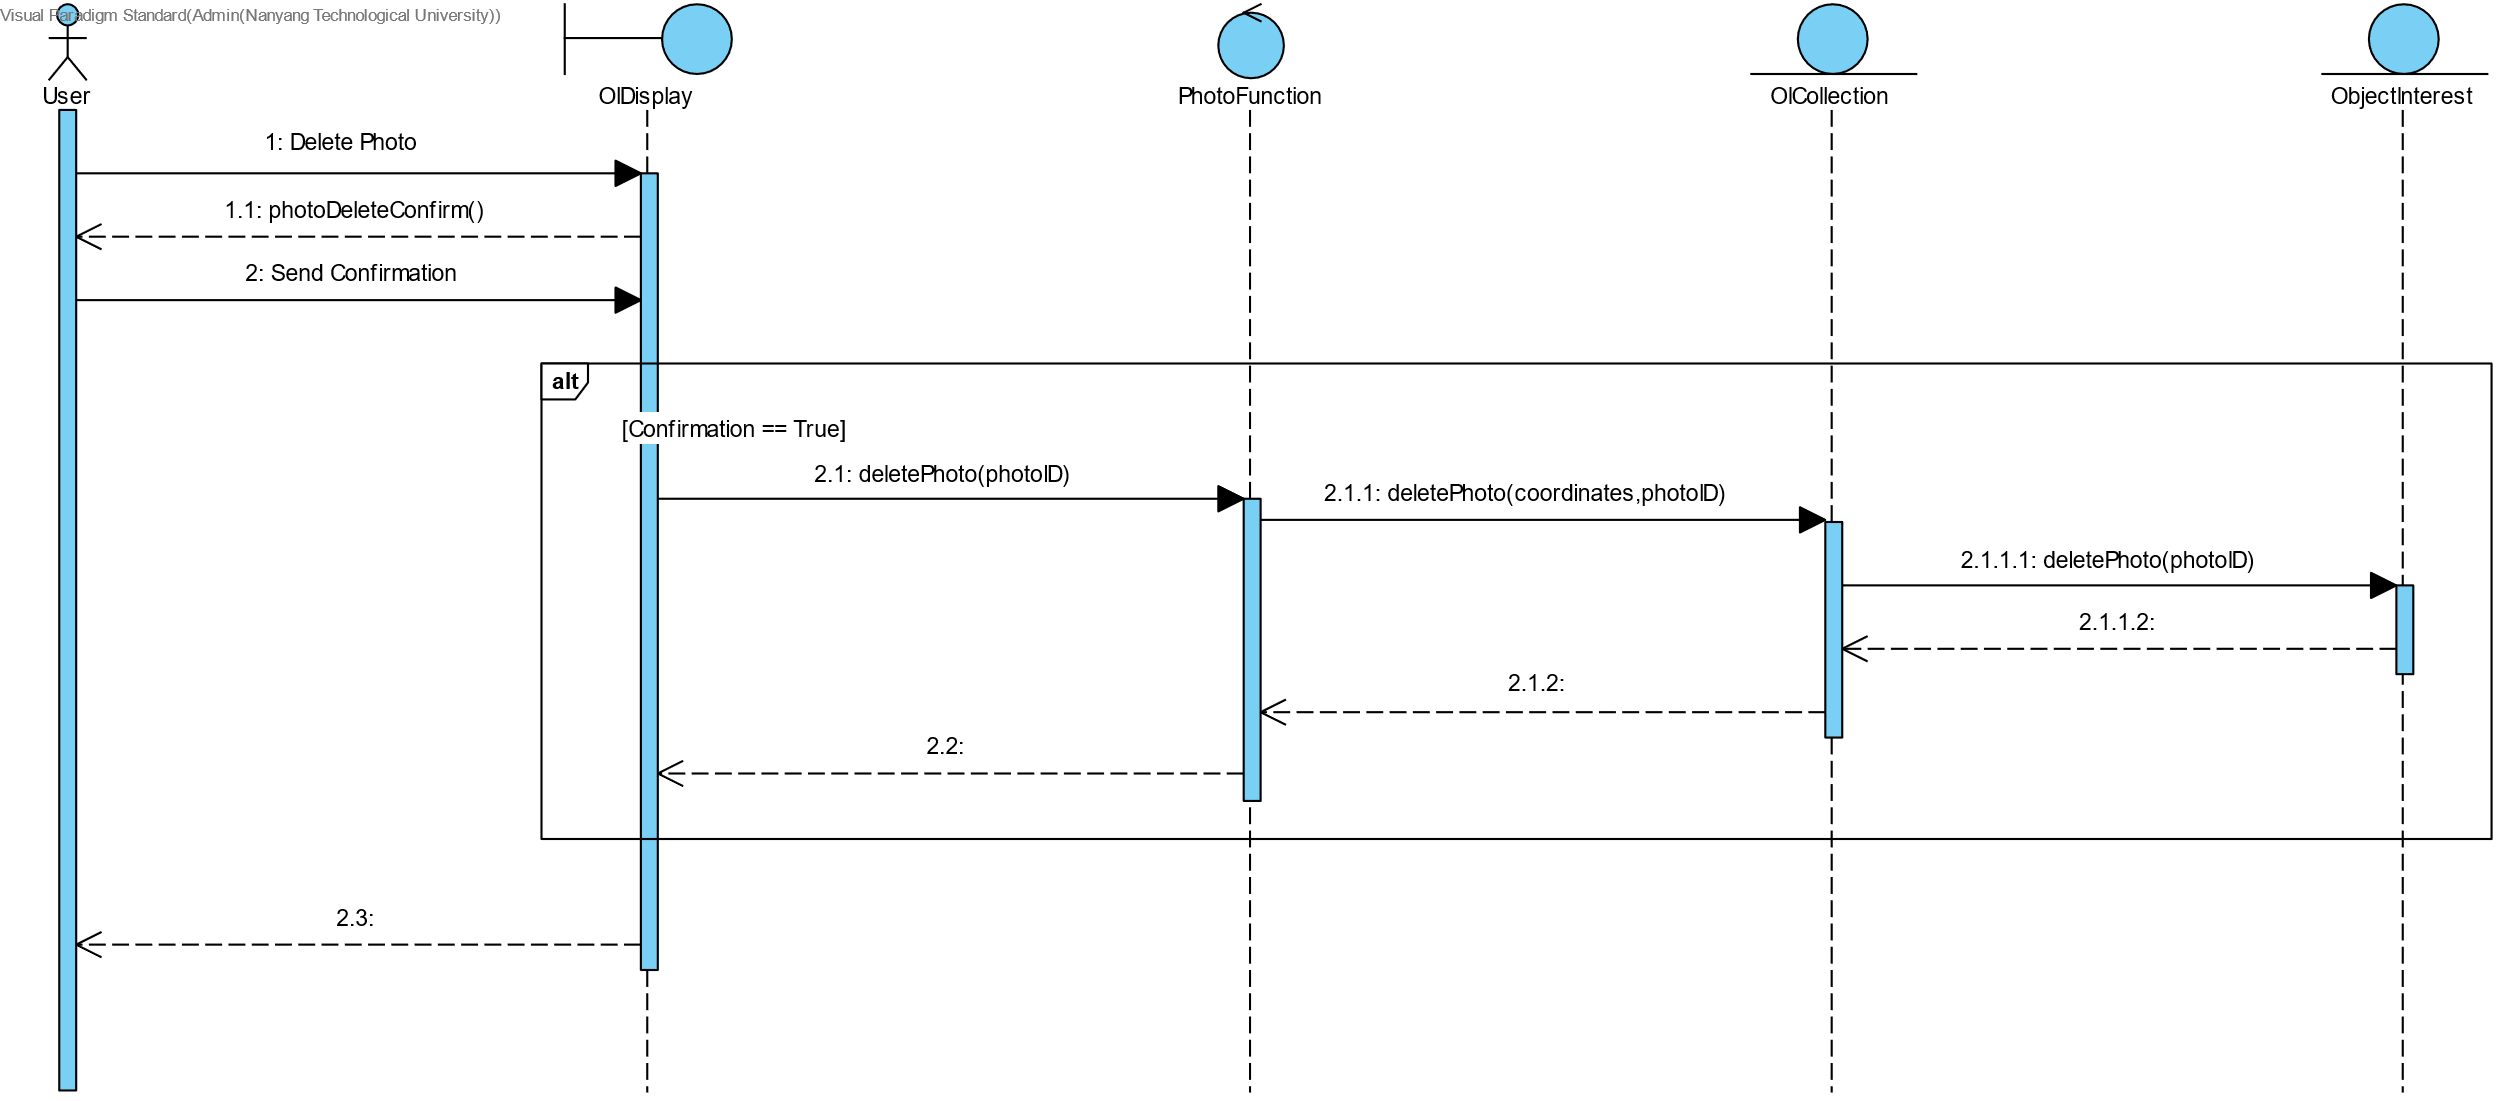 Visual Paradigm Standard(Admin(Nanyang Technological University))
User
OIDisplay
PhotoFunction
OICollection
ObjectInterest
1: Delete Photo
1.1: photoDeleteConfirm()
2: Send Confirmation
alt
[Confirmation == True]
2.1: deletePhoto(photoID)
2.1.1: deletePhoto(coordinates,photoID)
2.1.1.1: deletePhoto(photoID)
2.1.1.2:
2.1.2:
2.2:
2.3: